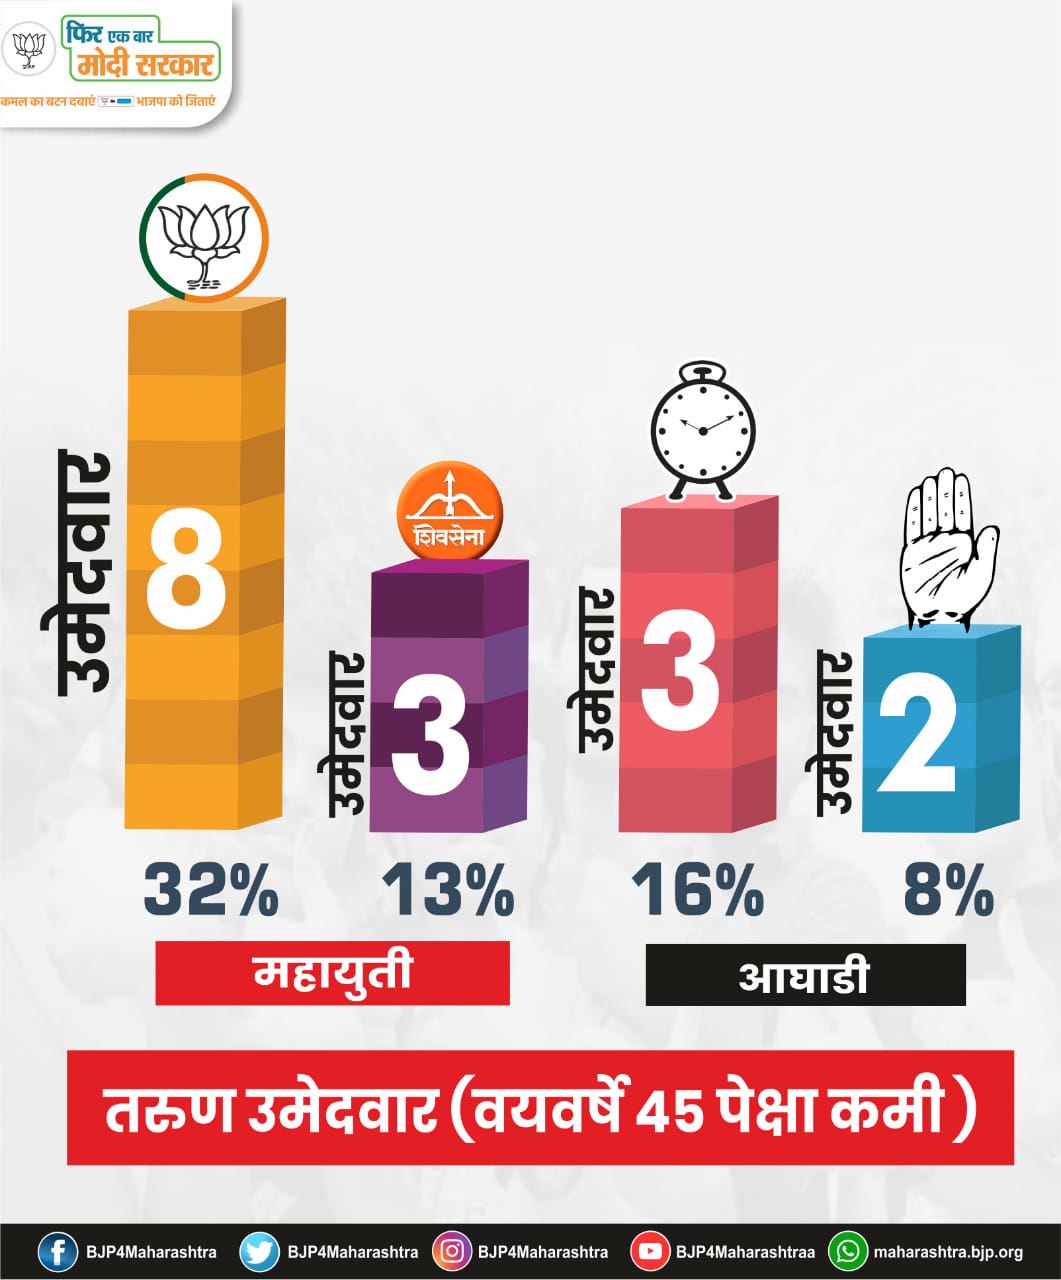 फिर एक बार
मोदी सरकार
कमल का बटन दबाएं भाजपा को जिताएं
उमेदवार
8
शिवसेना
उमेदवार
3
उमेदवार
3
उमेदवार
2
32% 13% 16% 8%
महायुती आघाडी
तरुण उमेदवार (वयवर्षे 45 पेक्षा कमी)
BJP4Maharashtra BJP4Maharashtra BJP4Maharashtra BJP4Maharashtraa maharashtra.bjp.org